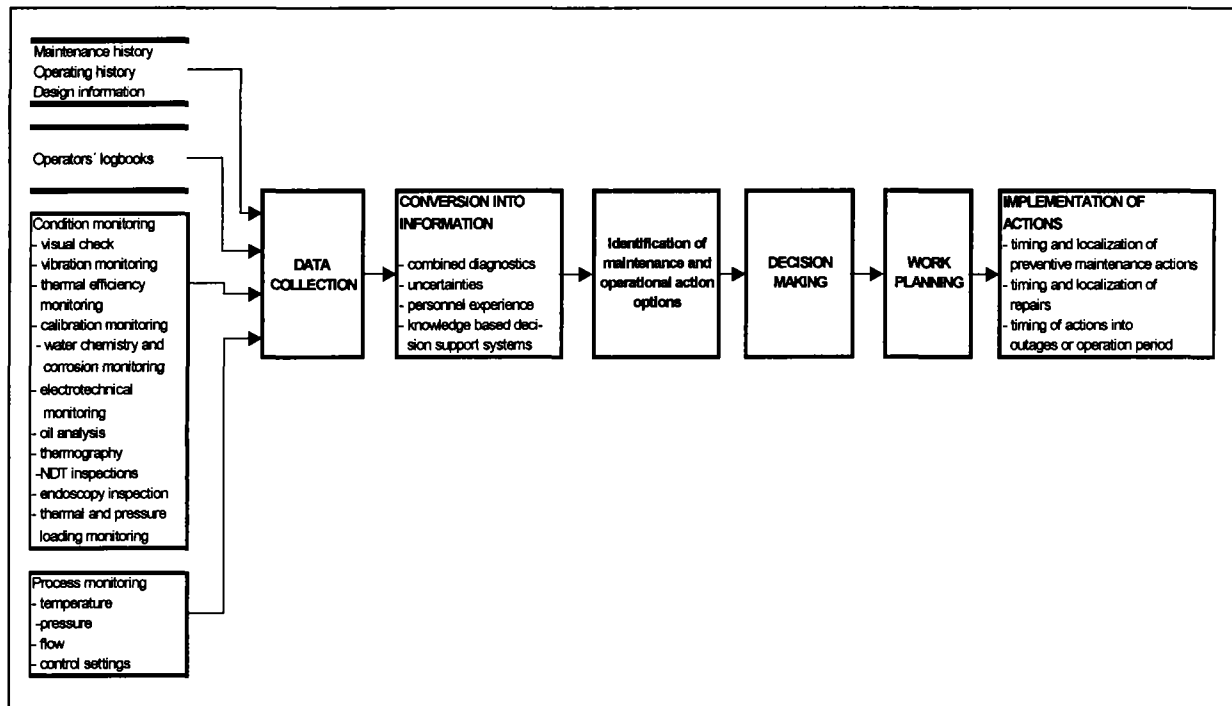 Maintenance history
Operating history
Design information
Operators´ logbooks
Condition monitoring
- visual check
- vibration monitoring
- thermal efficiency
monitoring
- calibration monitoring
- water chemistry and
corrosion monitoring
- electrotechnical
monitoring
- oil analysis
- thermography
-NDT inspections
- endoscopy inspection
- thermal and pressure
loading monitoring
Process monitoring
- temperature
-pressure
- flow
- control settings
DATA
COLLECTION
CONVERSION INTO
INFORMATION
- combined diagnostics
- uncertainties
- personnel experience
- knowledge based deci-
sion support systems
Identification of
maintenance and
operational action
options
DECISION
MAKING
WORK
PLANNING
IMPLEMENTATION OF
ACTIONS
- timing and localization of
preventive maintenance actions
- timing and localization of
repairs
- timing of actions into
outages or operation period